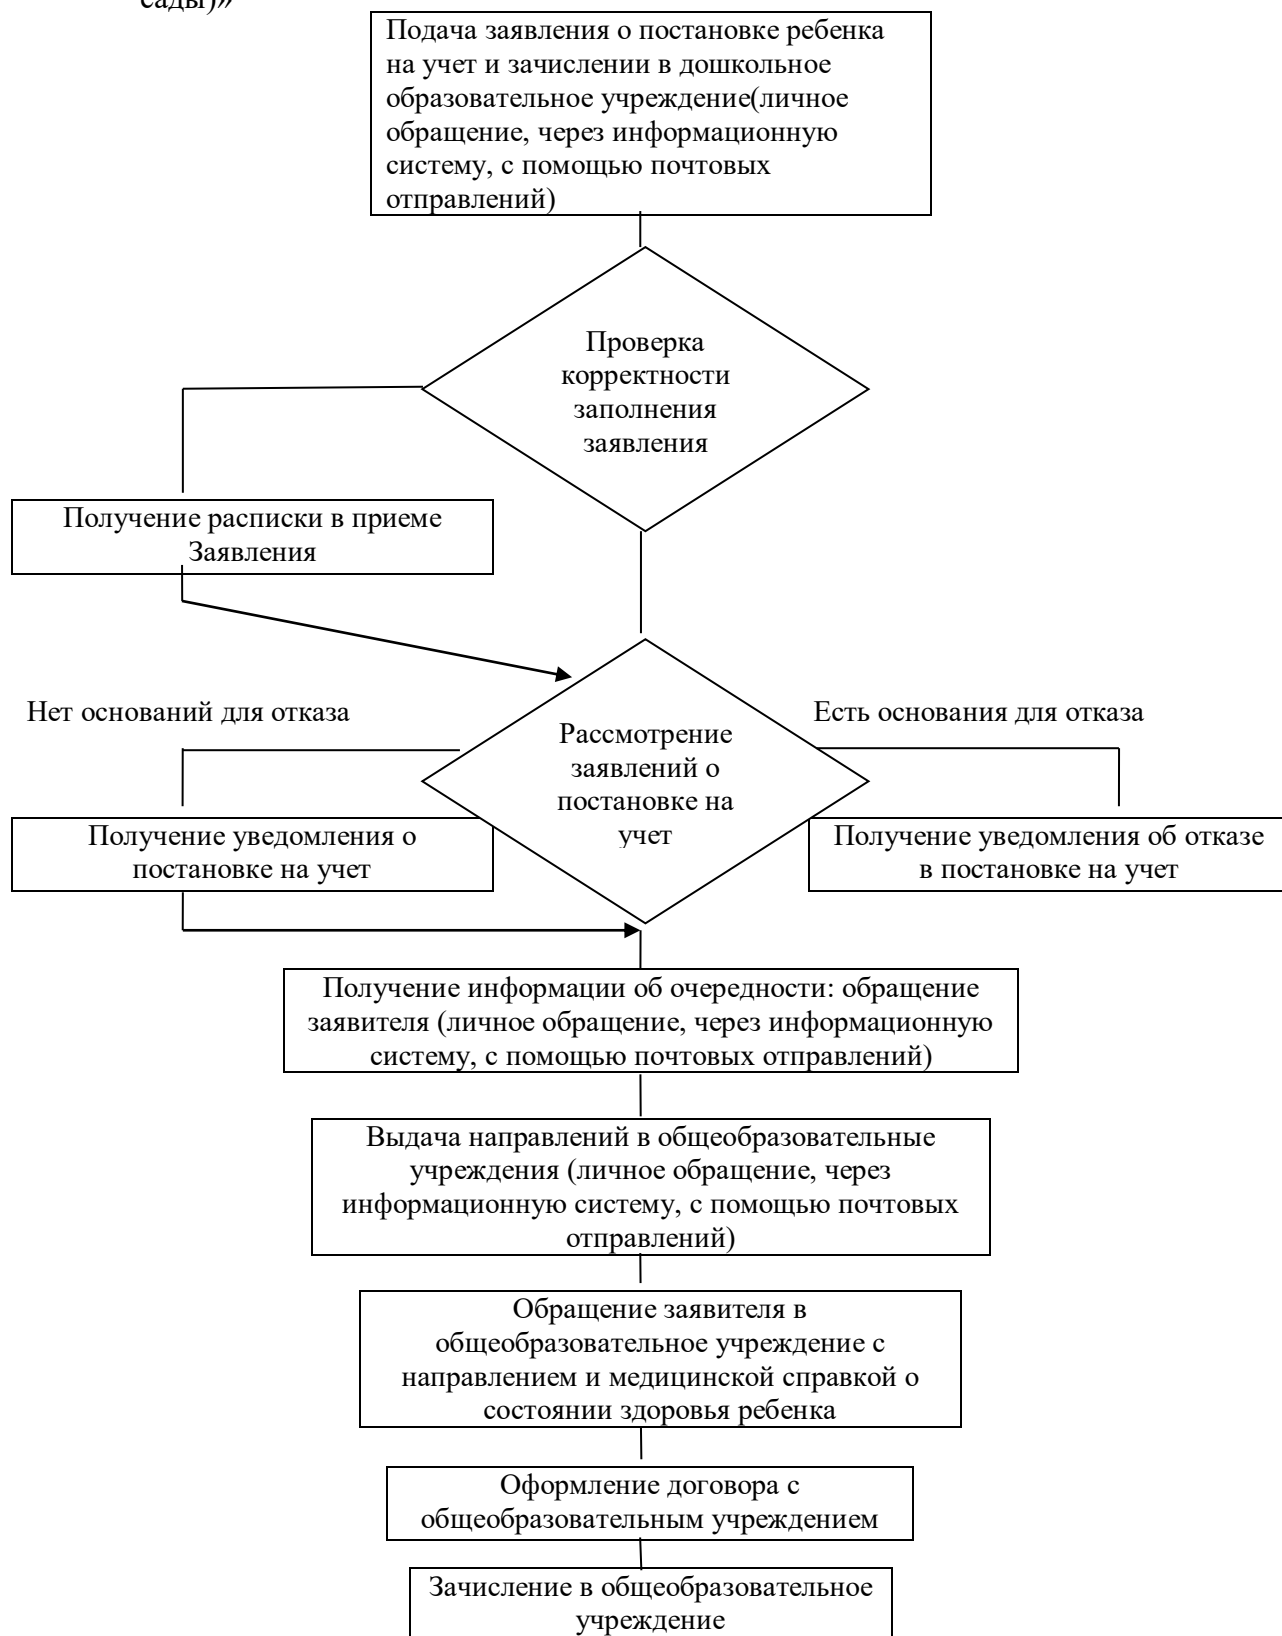 сады)»
Подача заявления о постановке ребенка
на учет и зачислении в дошкольное
образовательное учреждение(личное
обращение, через информационную
систему, с помощью почтовых
отправлений)
Проверка
корректности
заполнения
заявления
Получение расписки в приеме
Заявления
Нет оснований для отказа
Есть основания для отказа
Рассмотрение
заявлений о
постановке на
учет
Получение уведомления о
постановке на учет
Получение уведомления об отказе
в постановке на учет
Получение информации об очередности: обращение
заявителя (личное обращение, через информационную
систему, с помощью почтовых отправлений)
Выдача направлений в общеобразовательные
учреждения (личное обращение, через
информационную систему, с помощью почтовых
отправлений)
Обращение заявителя в
общеобразовательное учреждение с
направлением и медицинской справкой о
состоянии здоровья ребенка
Оформление договора с
общеобразовательным учреждением
Зачисление в общеобразовательное
учреждение